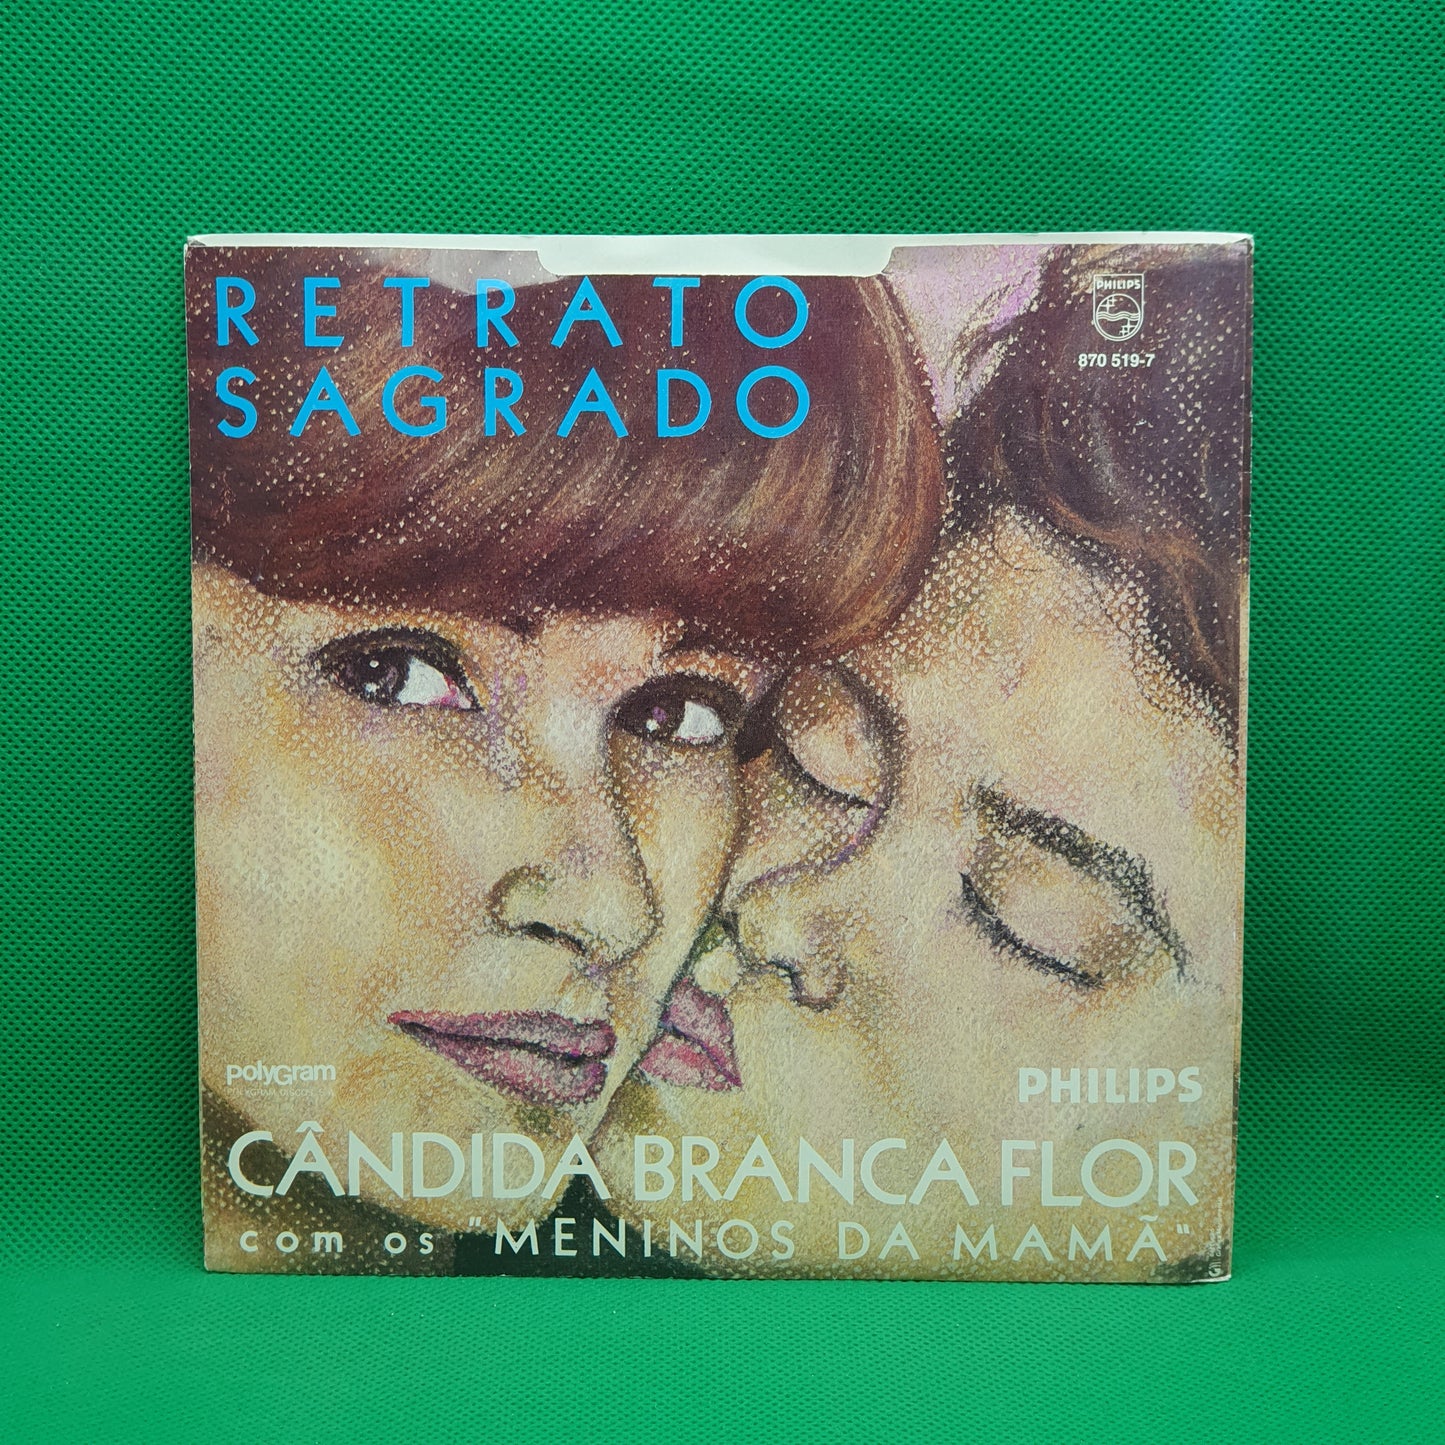 RETRATO
SAGRADO
PHILIPS
870 519-7
PolyGram
PHILIPS
CÂNDIDA BRANCA FLOR
com os "MENINOS DA MAMÃ"